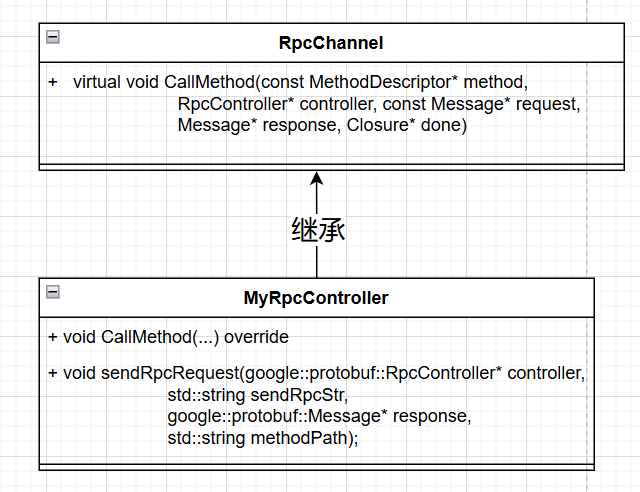 RpcChannel
+ virtual void CallMethod(const MethodDescriptor* method,
RpcController* controller, const Message* request,
Message* response, Closure* done)
继承
MyRpcController
+ void CallMethod(...) override
+ void sendRpcRequest(google::protobuf::RpcController* controller,
std::string sendRpcStr,
google::protobuf::Message* response,
std::string methodPath);